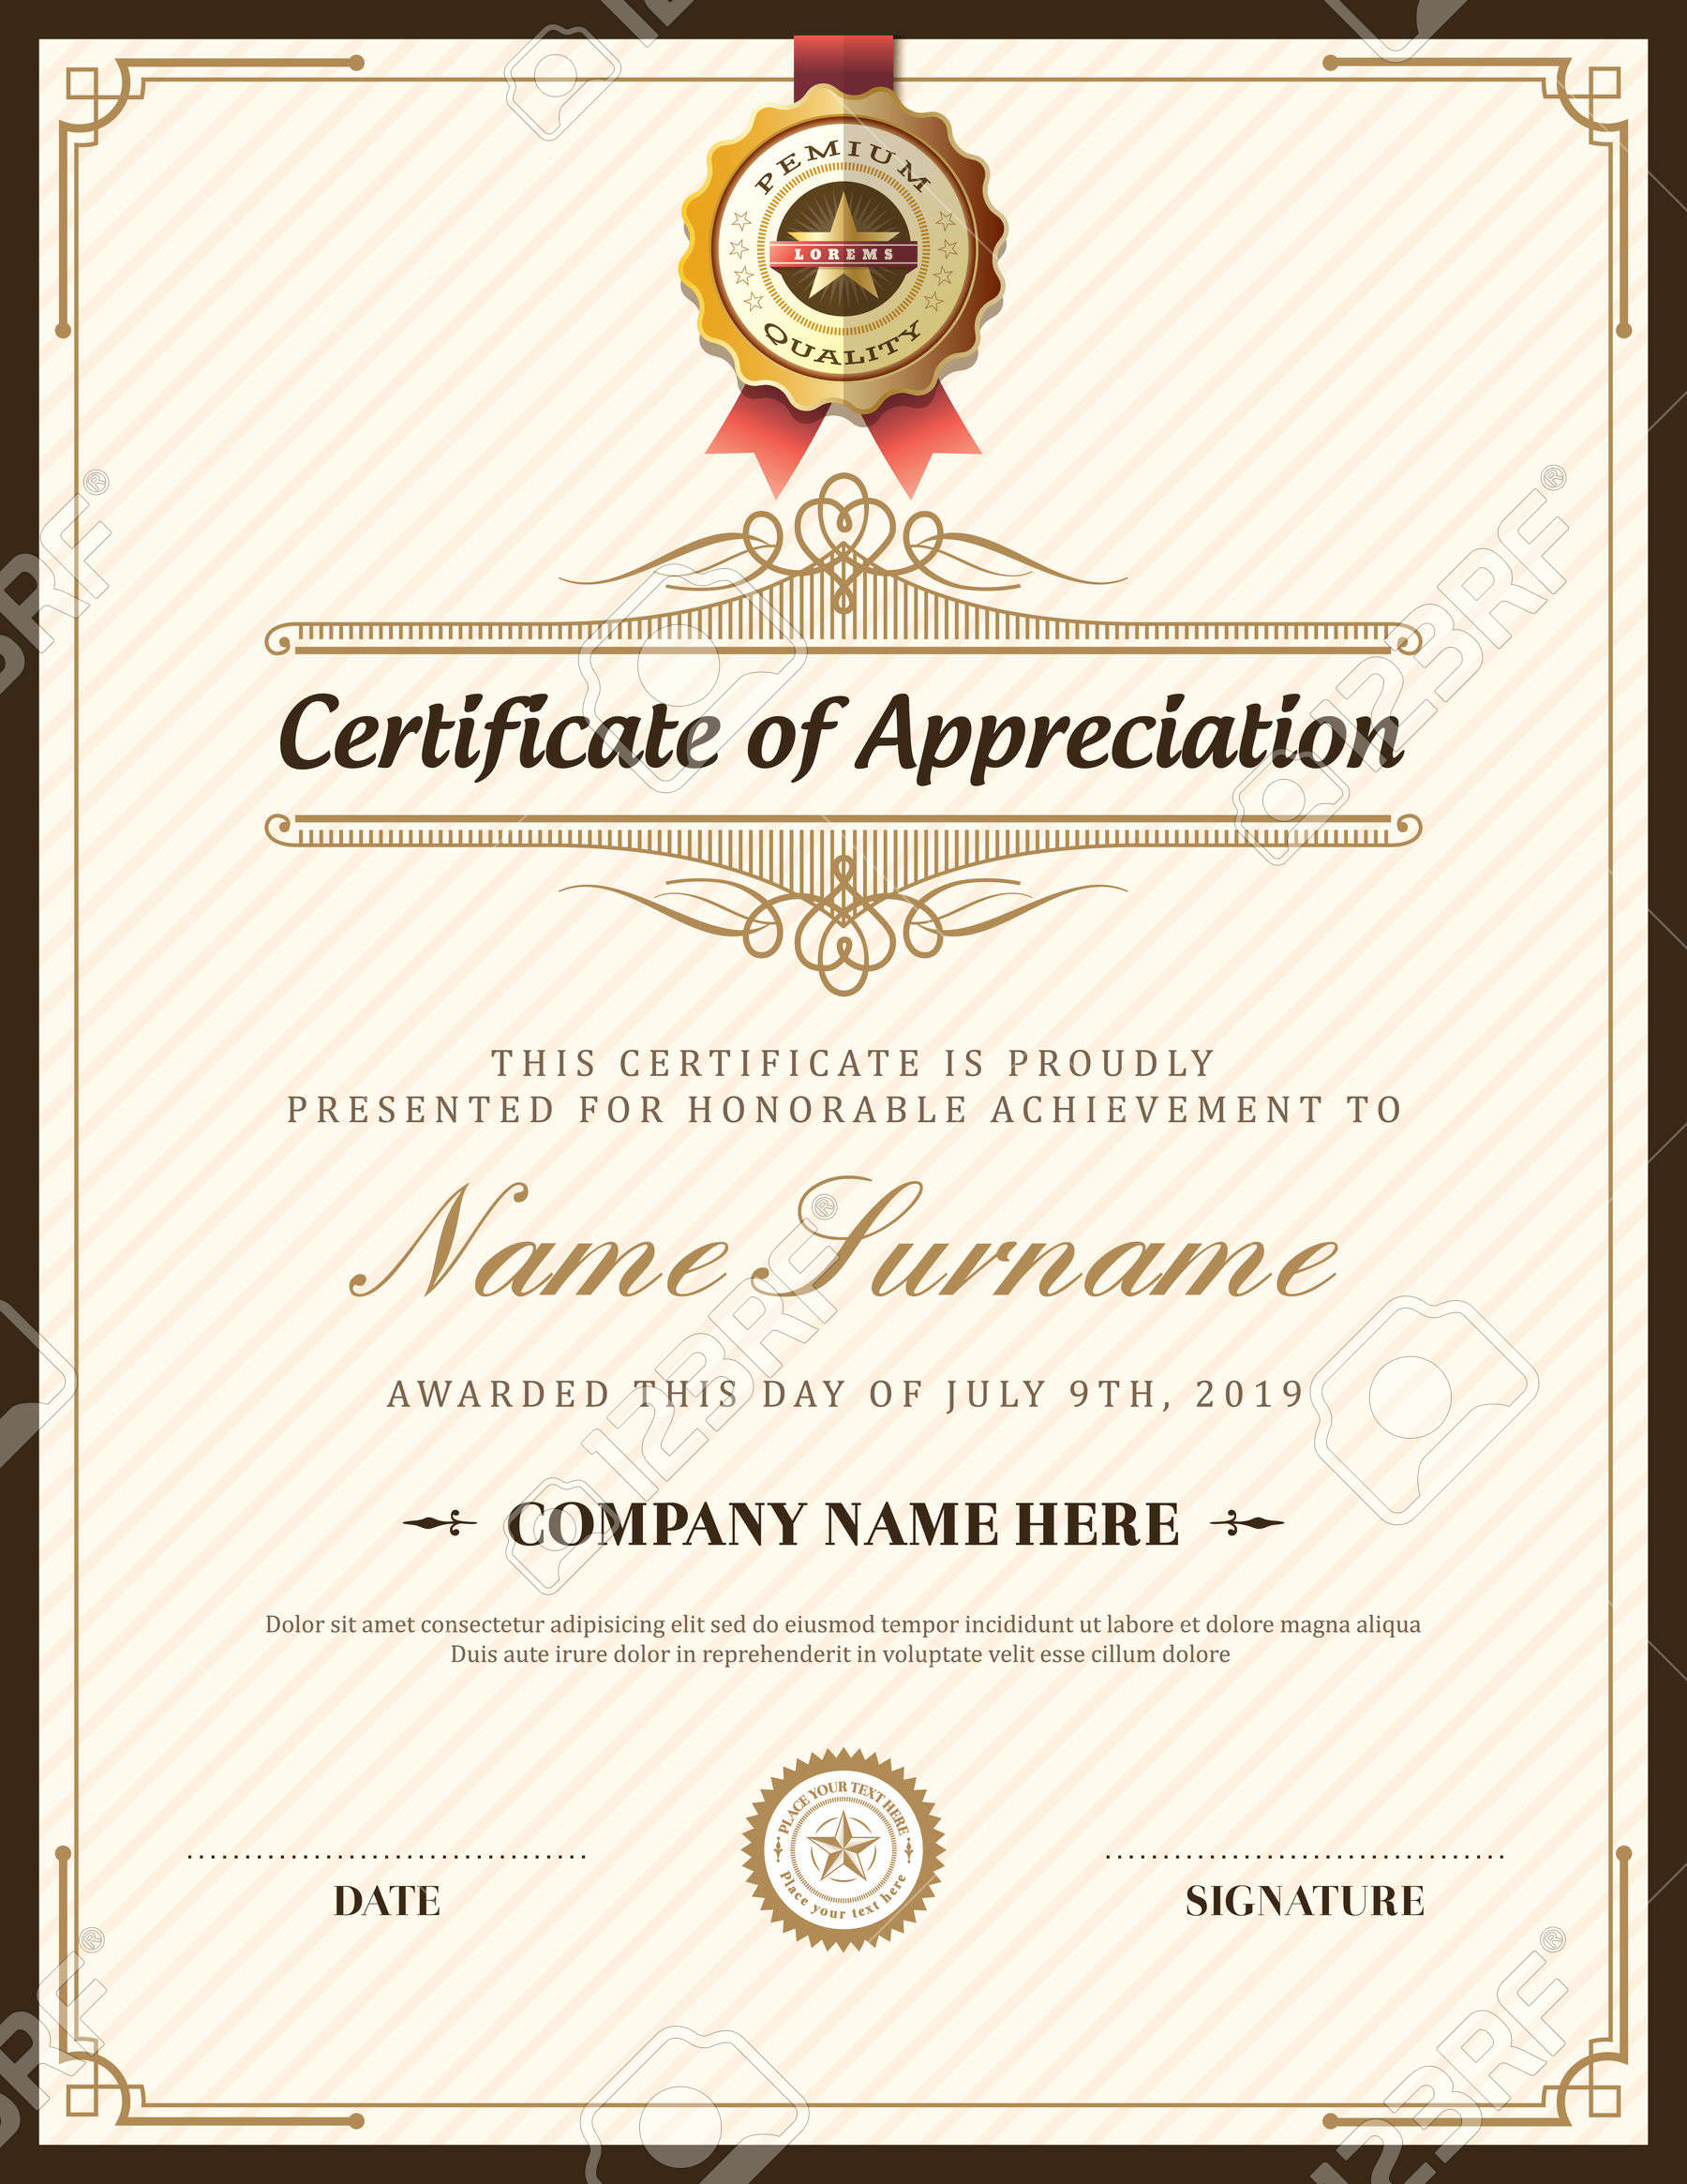 PEMIUM
LOREMS
QUALITY
Certificate of Appreciation
THIS CERTIFICATE IS PROUDLY
PRESENTED FOR HONORABLE ACHIEVEMENT TO
Name Surname
AWARDED THIS DAY OF JULY 9TH, 2019
COMPANY NAME HERE
Dolor sit amet consectetur adipisicing elit sed do eiusmod tempor incididunt ut labore et dolore magna aliqua
Duis aute irure dolor in reprehenderit in voluptate velit esse cillum dolore
PLACE YOUR TEXT HERE
Place your text here
DATE
SIGNATURE
123RF®
123RF®
123RF®
123RF®
123RF®